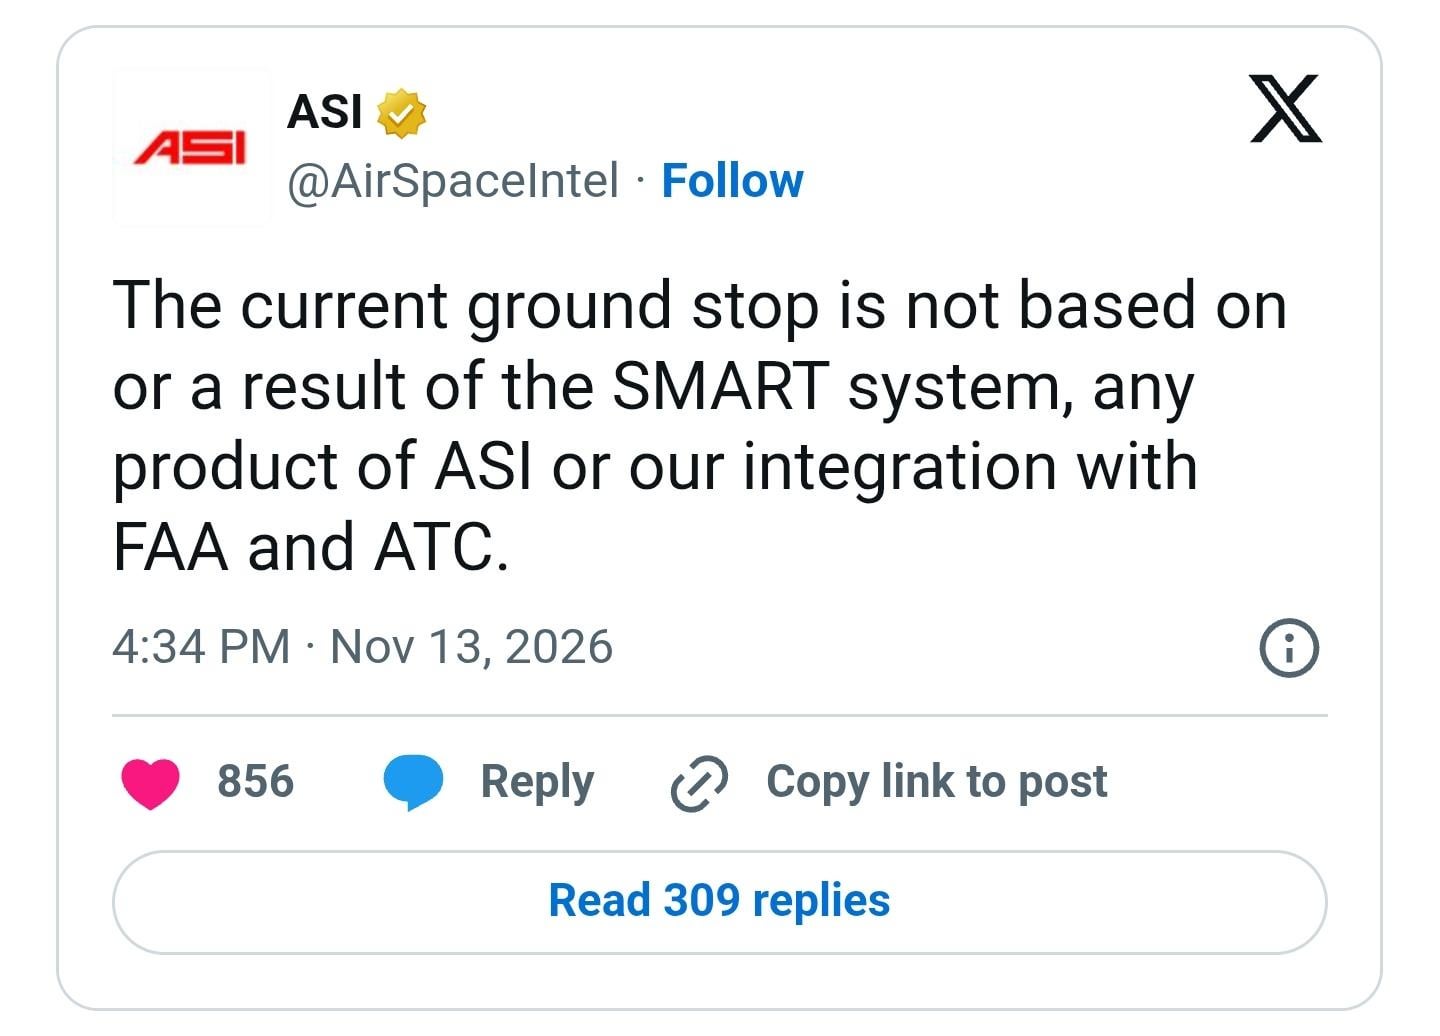 ASI
ASI
@AirSpaceIntel · Follow
The current ground stop is not based on
or a result of the SMART system, any
product of ASI or our integration with
FAA and ATC.
4:34 PM · Nov 13, 2026
856 Reply Copy link to post
Read 309 replies